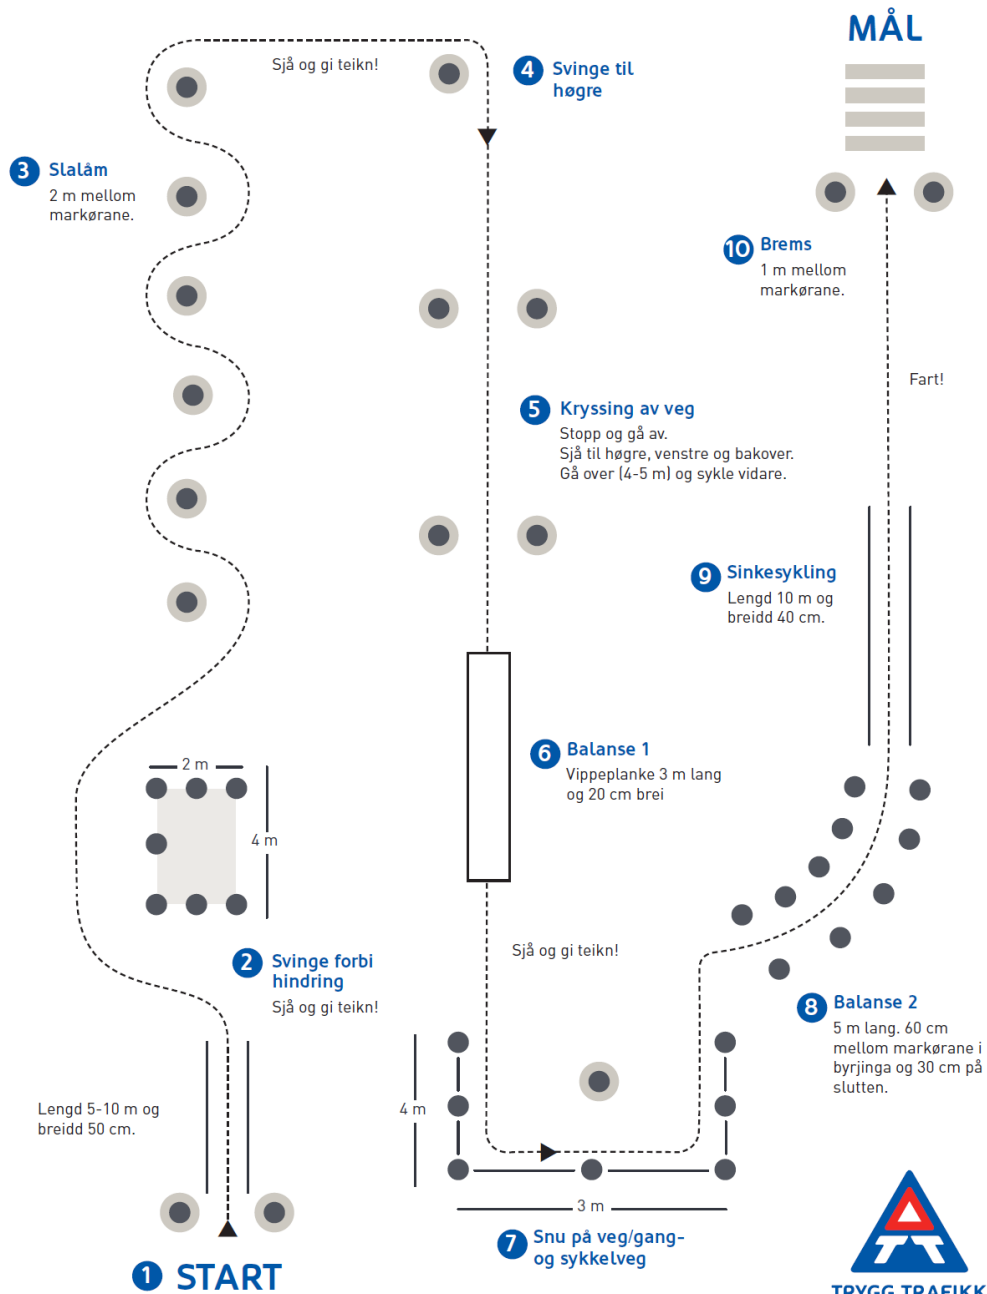 MÅL
Sjå og gi teikn!
4 Svinge til
høgre
3 Slalåm
2 m mellom
markørane.
10 Brems
1 m mellom
markørane.
Fart!
5 Kryssing av veg
Stopp og gå av.
Sjå til høgre, venstre og bakover.
Gå over (4-5 m) og sykle vidare.
9 Sinkesykling
Lengd 10 m og
breidd 40 cm.
6 Balanse 1
Vippeplanke 3 m lang
og 20 cm brei
2 m
4 m
Sjå og gi teikn!
2 Svinge forbi
hindring
Sjå og gi teikn!
8 Balanse 2
5 m lang. 60 cm
mellom markørane i
byrjinga og 30 cm på
slutten.
Lengd 5-10 m og
breidd 50 cm.
4 m
3 m
7 Snu på veg/gang-
og sykkelveg
1 START
TRYGG TRAFIKK